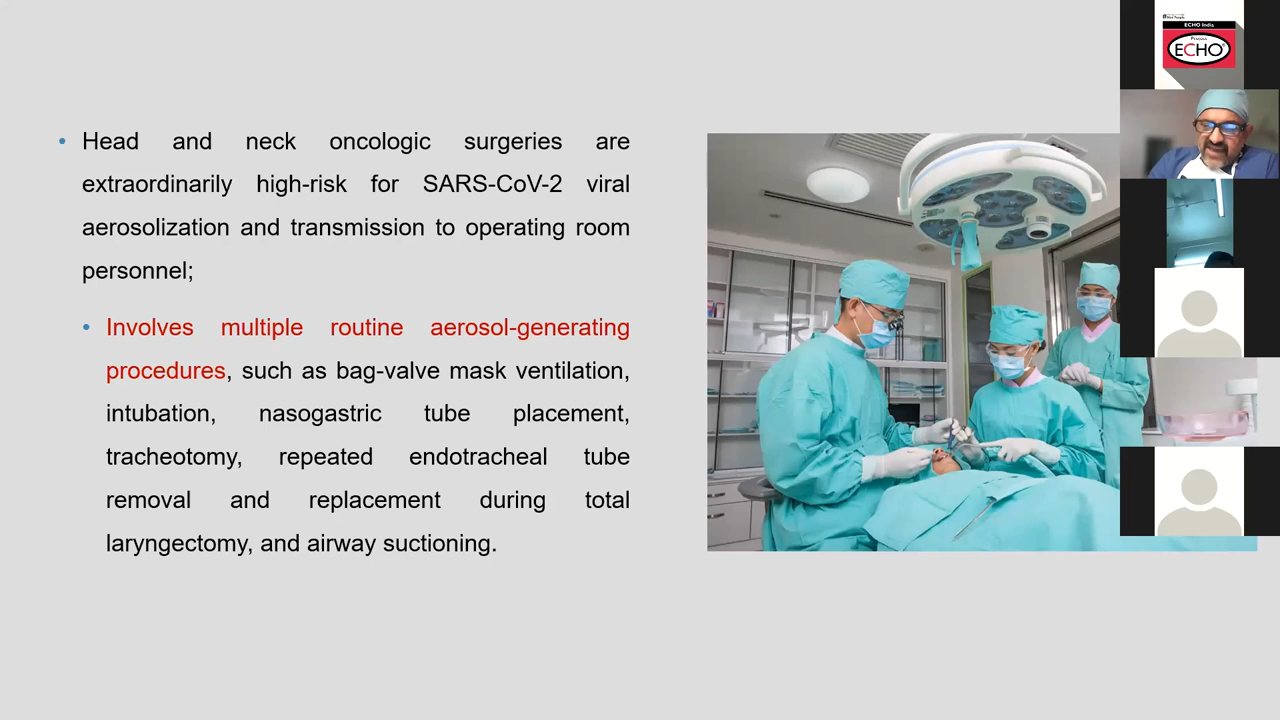 Head and neck oncologic surgeries are
extraordinarily high-risk for SARS-CoV-2 viral
aerosolization and transmission to operating room
personnel;
Involves multiple routine aerosol-generating
procedures, such as bag-valve mask ventilation,
intubation, nasogastric tube placement,
tracheotomy, repeated endotracheal tube
removal and replacement during total
laryngectomy, and airway suctioning.
ECHO India
Project
ECHO